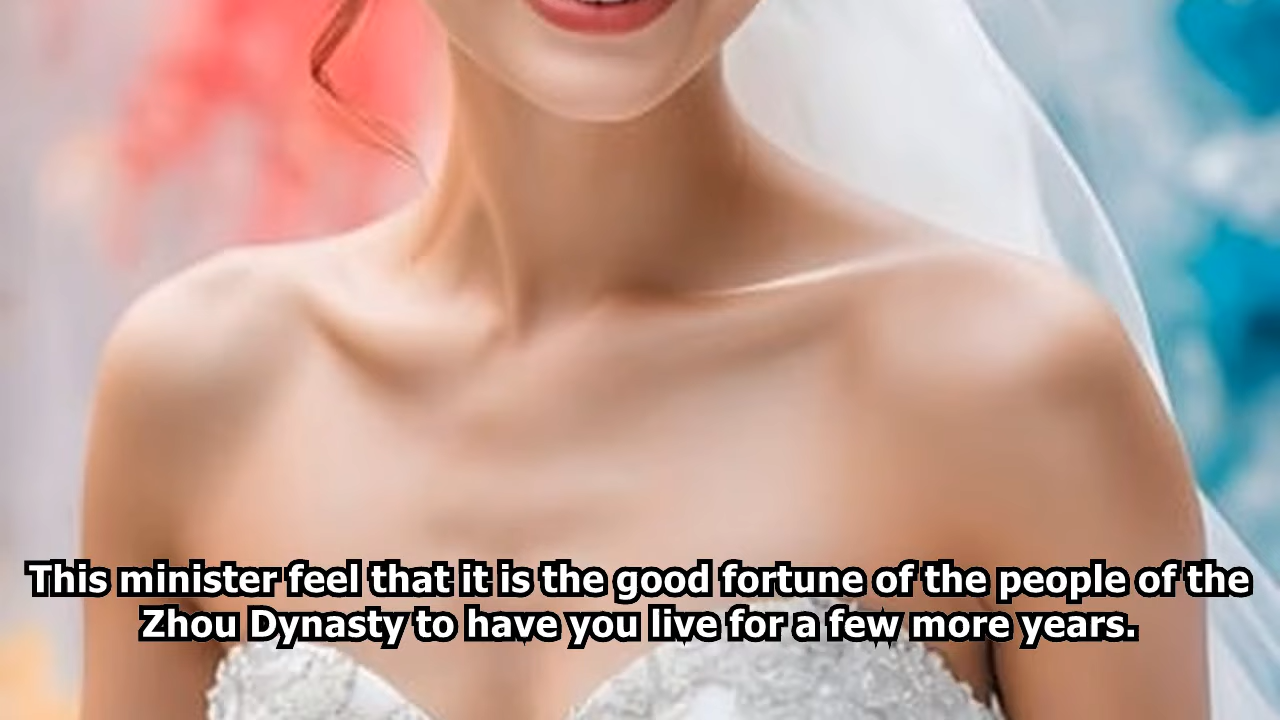 This minister feel that it is the good fortune of the people of the
Zhou Dynasty to have you live for a few more years.